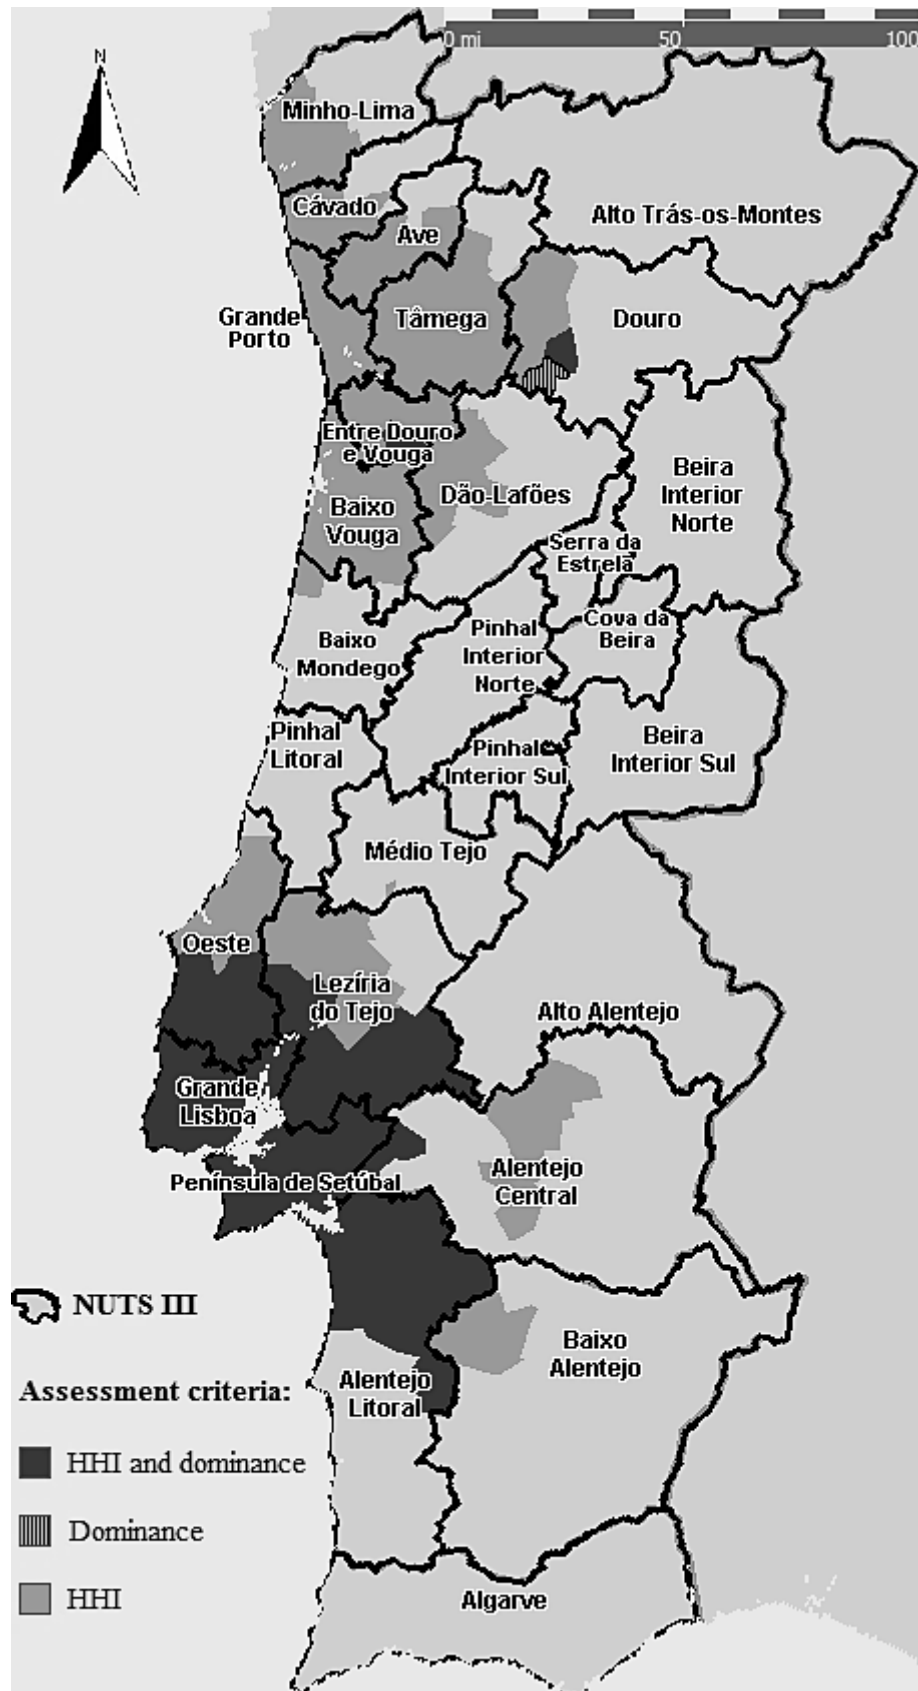 0 mi 50 100
N
Minho-Lima
Cávado
Ave
Alto Trás-os-Montes
Grande
Porto
Tâmega
Douro
Entre Douro
e Vouga
Dão-Lafões
Beira
Interior
Norte
Baixo
Vouga
Serra da
Estrela
Cova da
Beira
Baixo
Mondego
Pinhal
Interior
Norte
Pinhal
Litoral
Pinhal
Interior Sul
Beira
Interior Sul
Médio Tejo
Oeste
Lezíria
do Tejo
Alto Alentejo
Grande
Lisboa
Península de Setúbal
Alentejo
Central
NUTS III
Baixo
Alentejo
Assessment criteria:
Alentejo
Litoral
HHI and dominance
Dominance
HHI
Algarve